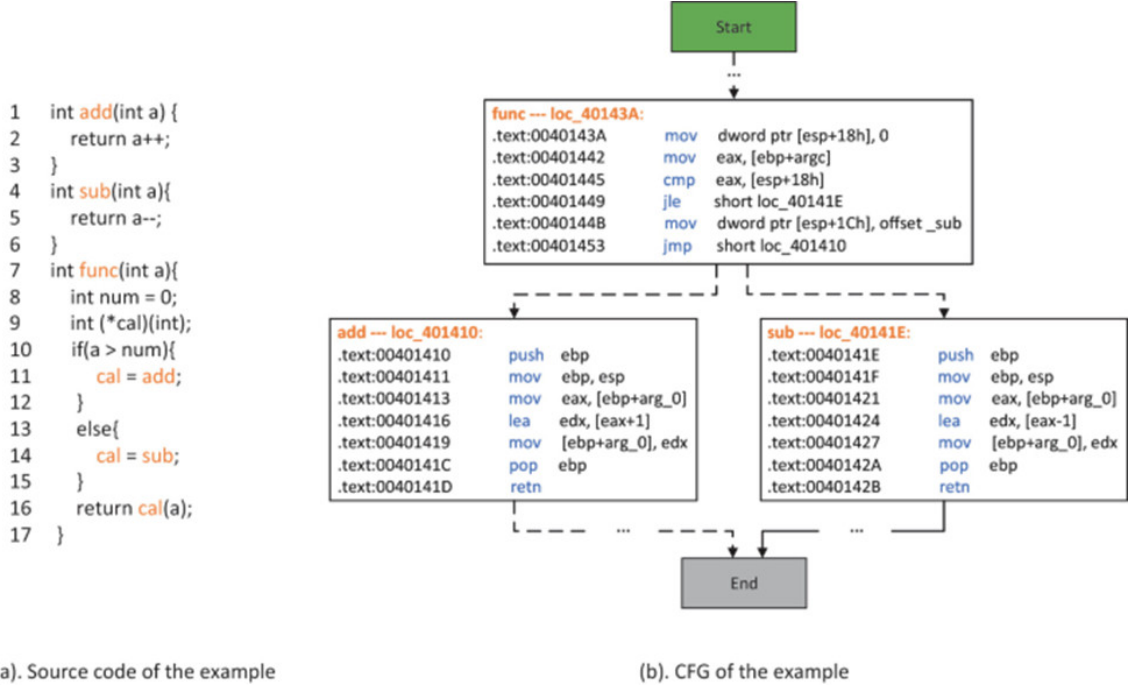 1 int add(int a) {
2 return a++;
3 }
4 int sub(int a){
5 return a--;
6 }
7 int func(int a){
8 int num = 0;
9 int (*cal)(int);
10 if(a > num){
11 cal = add;
12 }
13 else{
14 cal = sub;
15 }
16 return cal(a);
17 }
a). Source code of the example
Start
...
func --- loc_40143A:
.text:0040143A mov dword ptr [esp+18h], 0
.text:00401442 mov eax, [ebp+argc]
.text:00401445 cmp eax, [esp+18h]
.text:00401449 jle short loc_40141E
.text:0040144B mov dword ptr [esp+1Ch], offset _sub
.text:00401453 jmp short loc_401410
add --- loc_401410:
.text:00401410 push ebp
.text:00401411 mov ebp, esp
.text:00401413 mov eax, [ebp+arg_0]
.text:00401416 lea edx, [eax+1]
.text:00401419 mov [ebp+arg_0], edx
.text:0040141C pop ebp
.text:0040141D retn
sub --- loc_40141E:
.text:0040141E push ebp
.text:0040141F mov ebp, esp
.text:00401421 mov eax, [ebp+arg_0]
.text:00401424 lea edx, [eax-1]
.text:00401427 mov [ebp+arg_0], edx
.text:0040142A pop ebp
.text:0040142B retn
...
...
End
(b). CFG of the example